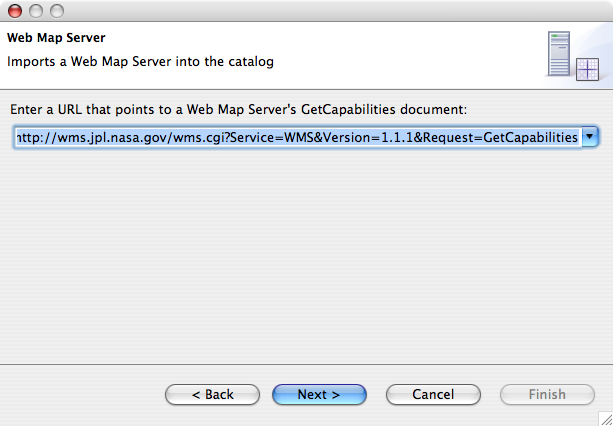 Web Map Server
Imports a Web Map Server into the catalog
Enter a URL that points to a Web Map Server's GetCapabilities document:
http://wms.jpl.nasa.gov/wms.cgi?Service=WMS&Version=1.1.1&Request=GetCapabilities
< Back
Next >
Cancel
Finish